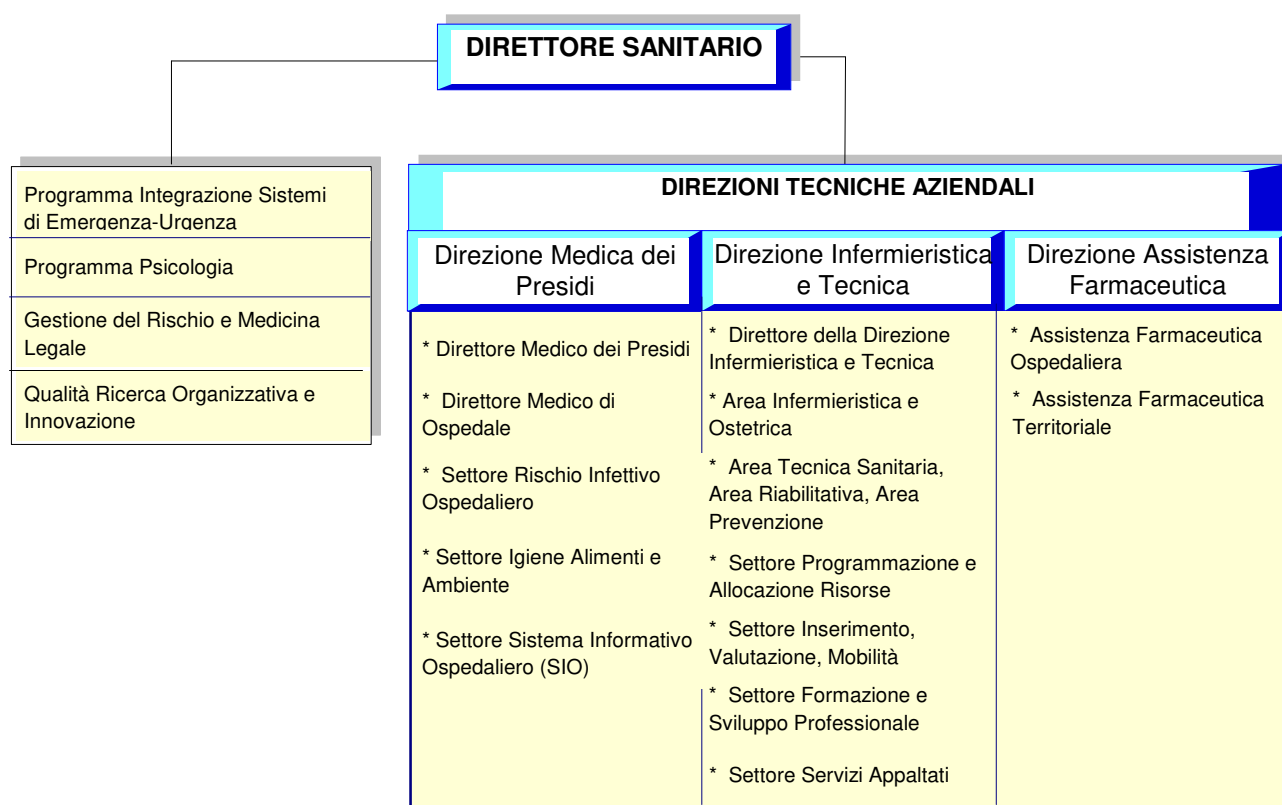 DIRETTORE SANITARIO
Programma Integrazione Sistemi
di Emergenza-Urgenza
Programma Psicologia
Gestione del Rischio e Medicina
Legale
Qualità Ricerca Organizzativa e
Innovazione
DIREZIONI TECNICHE AZIENDALI
Direzione Medica dei
Presidi
* Direttore Medico dei Presidi
* Direttore Medico di
Ospedale
* Settore Rischio Infettivo
Ospedaliero
* Settore Igiene Alimenti e
Ambiente
* Settore Sistema Informativo
Ospedaliero (SIO)
Direzione Infermieristica
e Tecnica
* Direttore della Direzione
Infermieristica e Tecnica
* Area Infermieristica e
Ostetrica
* Area Tecnica Sanitaria,
Area Riabilitativa, Area
Prevenzione
* Settore Programmazione e
Allocazione Risorse
* Settore Inserimento,
Valutazione, Mobilità
* Settore Formazione e
Sviluppo Professionale
* Settore Servizi Appaltati
Direzione Assistenza
Farmaceutica
* Assistenza Farmaceutica
Ospedaliera
* Assistenza Farmaceutica
Territoriale